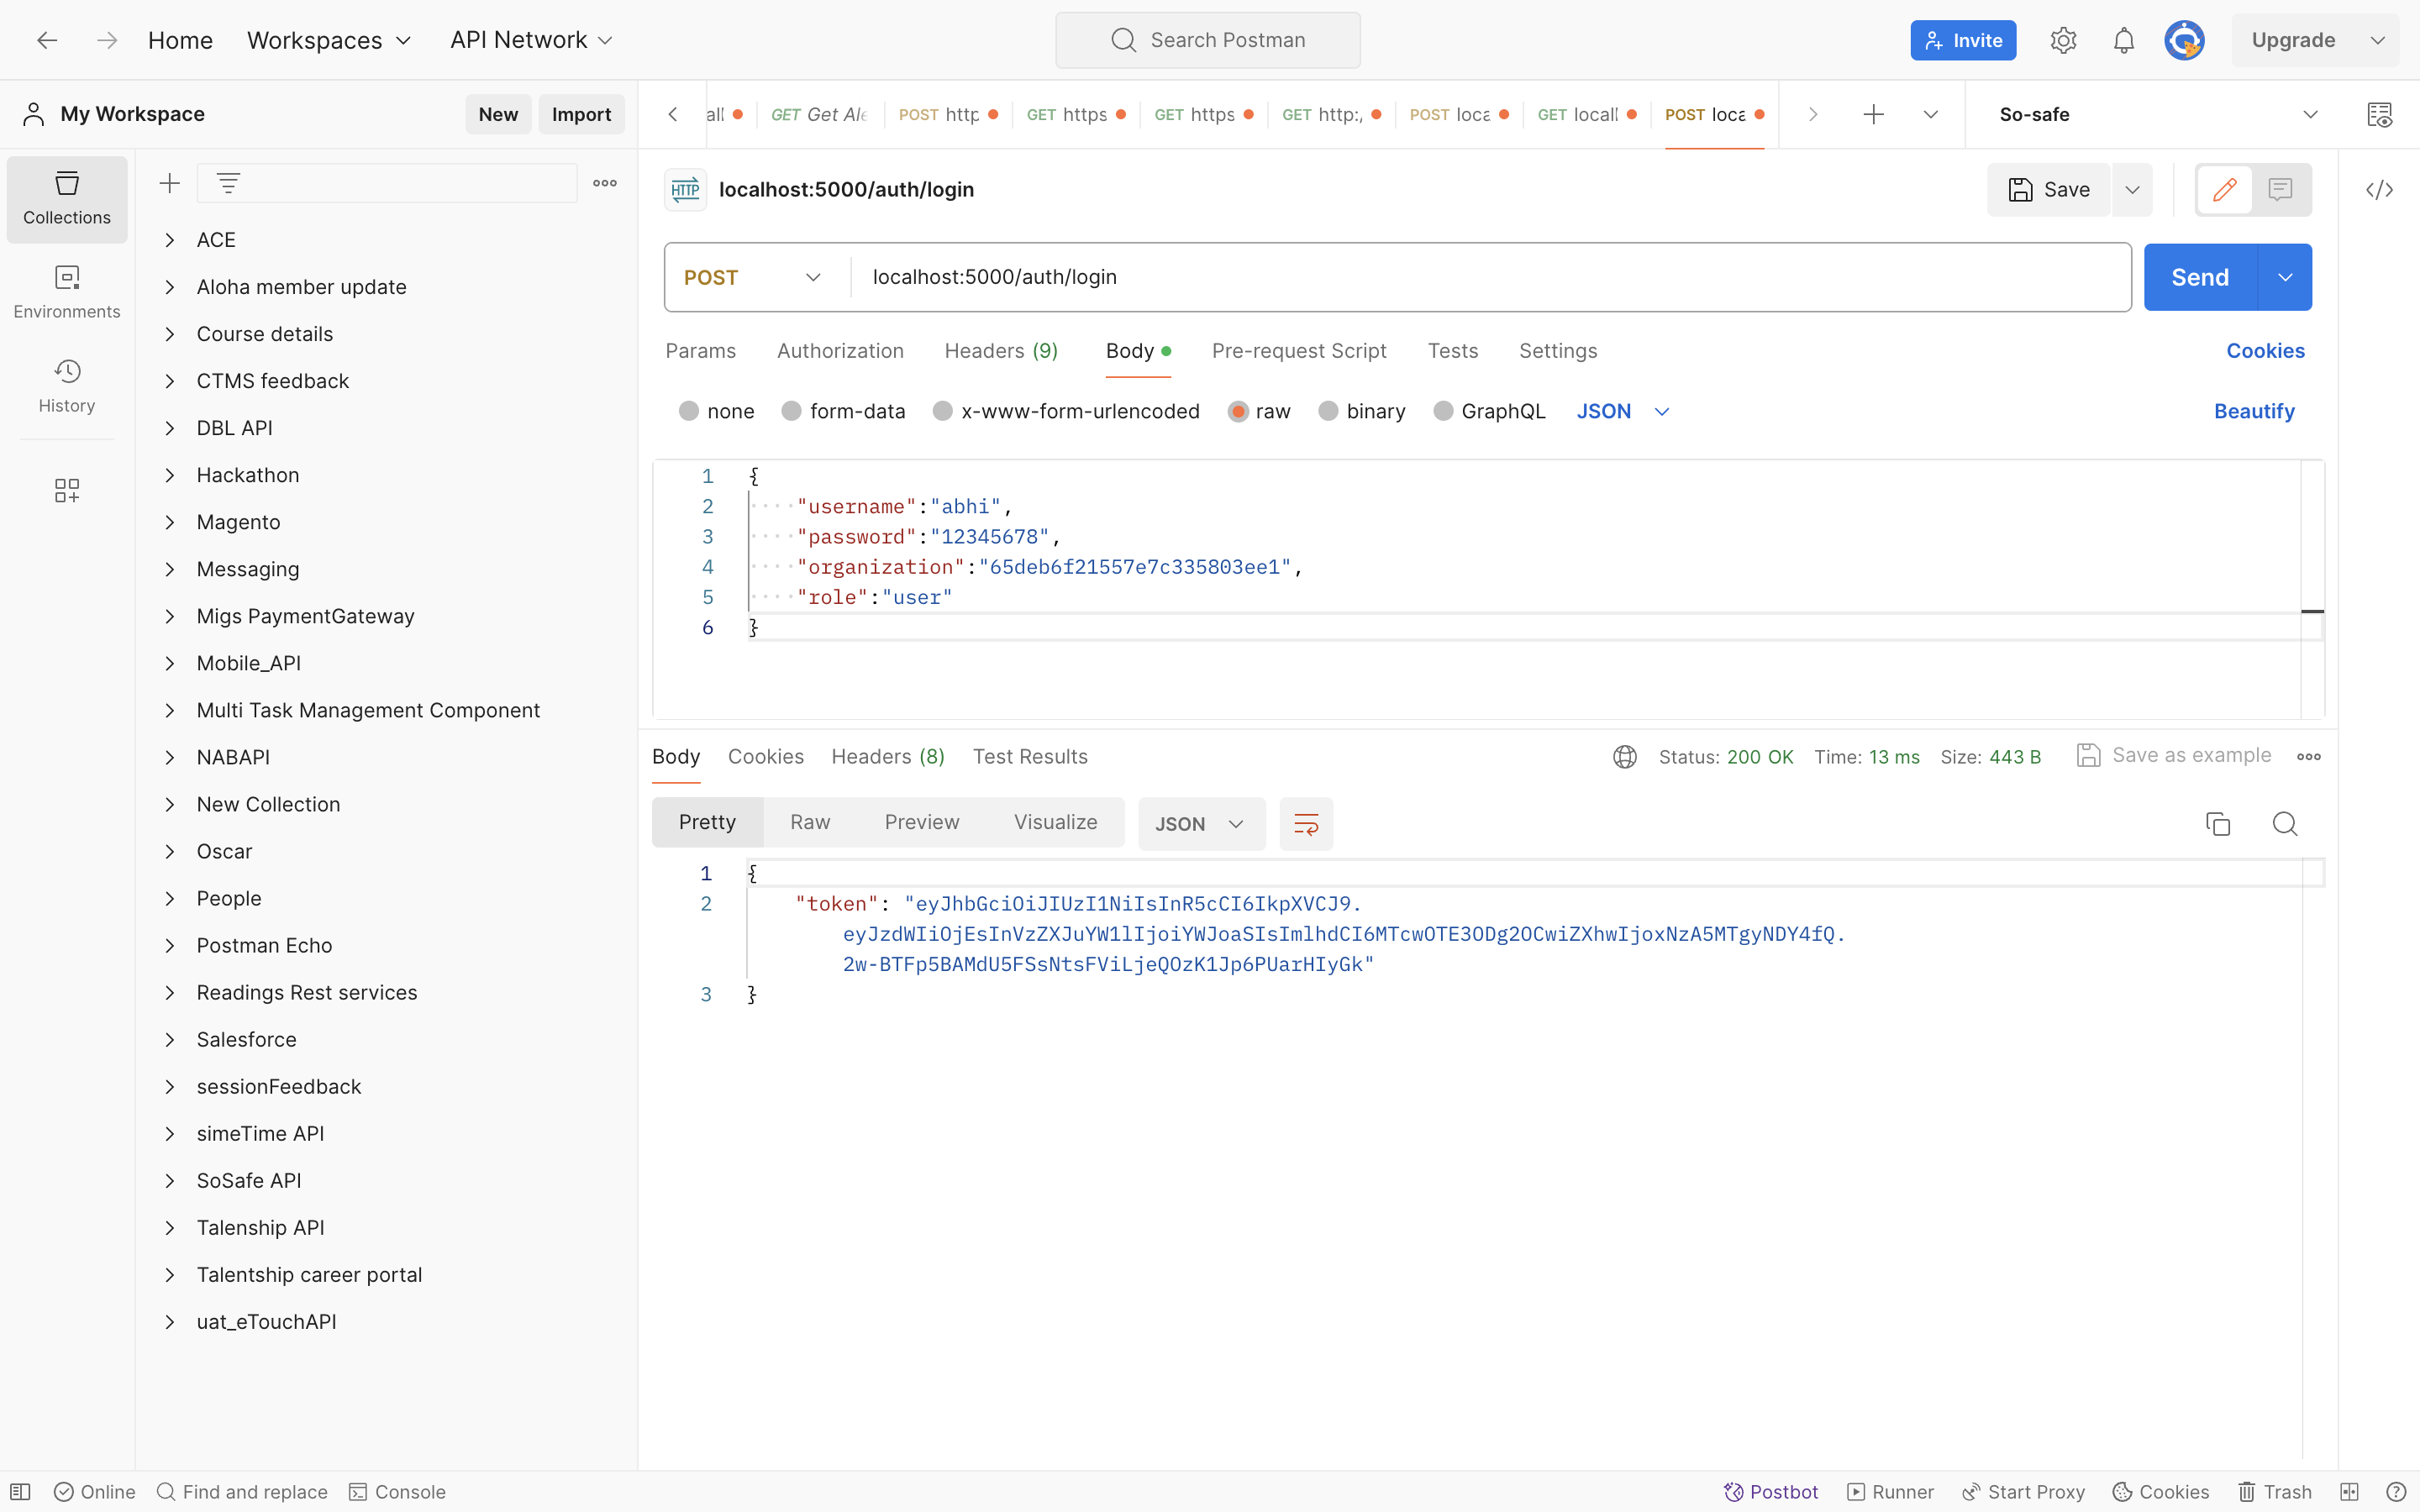 Home Workspaces API Network Search Postman Invite Upgrade
My Workspace New Import
all GET Get Ale POST http GET https GET https GET http:/ POST loca GET locall POST loca So-safe
Collections
Environments
History
ACE
Aloha member update
Course details
CTMS feedback
DBL API
Hackathon
Magento
Messaging
Migs PaymentGateway
Mobile_API
Multi Task Management Component
NABAPI
New Collection
Oscar
People
Postman Echo
Readings Rest services
Salesforce
sessionFeedback
simeTime API
SoSafe API
Talenship API
Talentship career portal
uat_eTouchAPI
HTTP localhost:5000/auth/login Save
POST localhost:5000/auth/login Send
Params Authorization Headers (9) Body Pre-request Script Tests Settings Cookies
none form-data x-www-form-urlencoded raw binary GraphQL JSON Beautify
1 {
2 "username":"abhi",
3 "password":"12345678",
4 "organization":"65deb6f21557e7c335803ee1",
5 "role":"user"
6 }
Body Cookies Headers (8) Test Results Status: 200 OK Time: 13 ms Size: 443 B Save as example
Pretty Raw Preview Visualize JSON
1 {
2 "token": "eyJhbGciOiJIUzI1NiIsInR5cCI6IkpXVCJ9.
eyJzdWIiOjEsInVzZXJuYW1lIjoiYWJoaSIsImlhdCI6MTcwOTE3ODg2OCwiZXhwIjoxNzA5MTgyNDY4fQ.
2w-BTFp5BAMdU5FSsNtsFViLjeQOzK1Jp6PUarHIyGk"
3 }
Online Find and replace Console Postbot Runner Start Proxy Cookies Trash